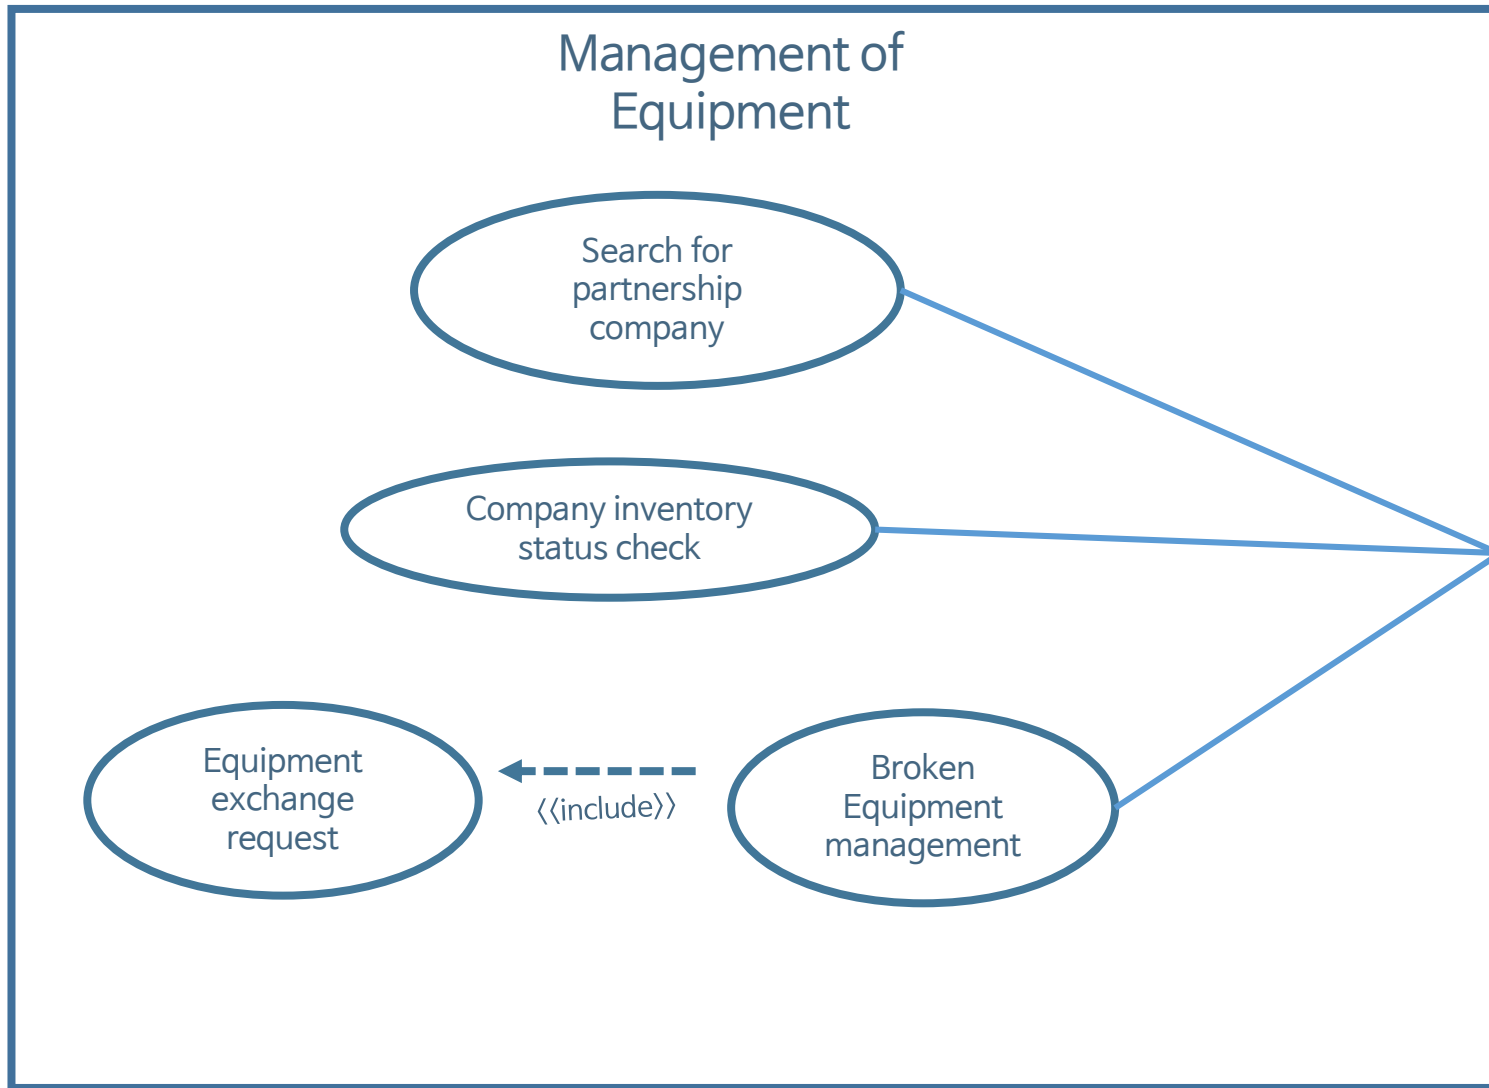 Management of
Equipment
Search for
partnership
company
Company inventory
status check
Equipment
exchange
request
〈〈include〉〉
Broken
Equipment
management